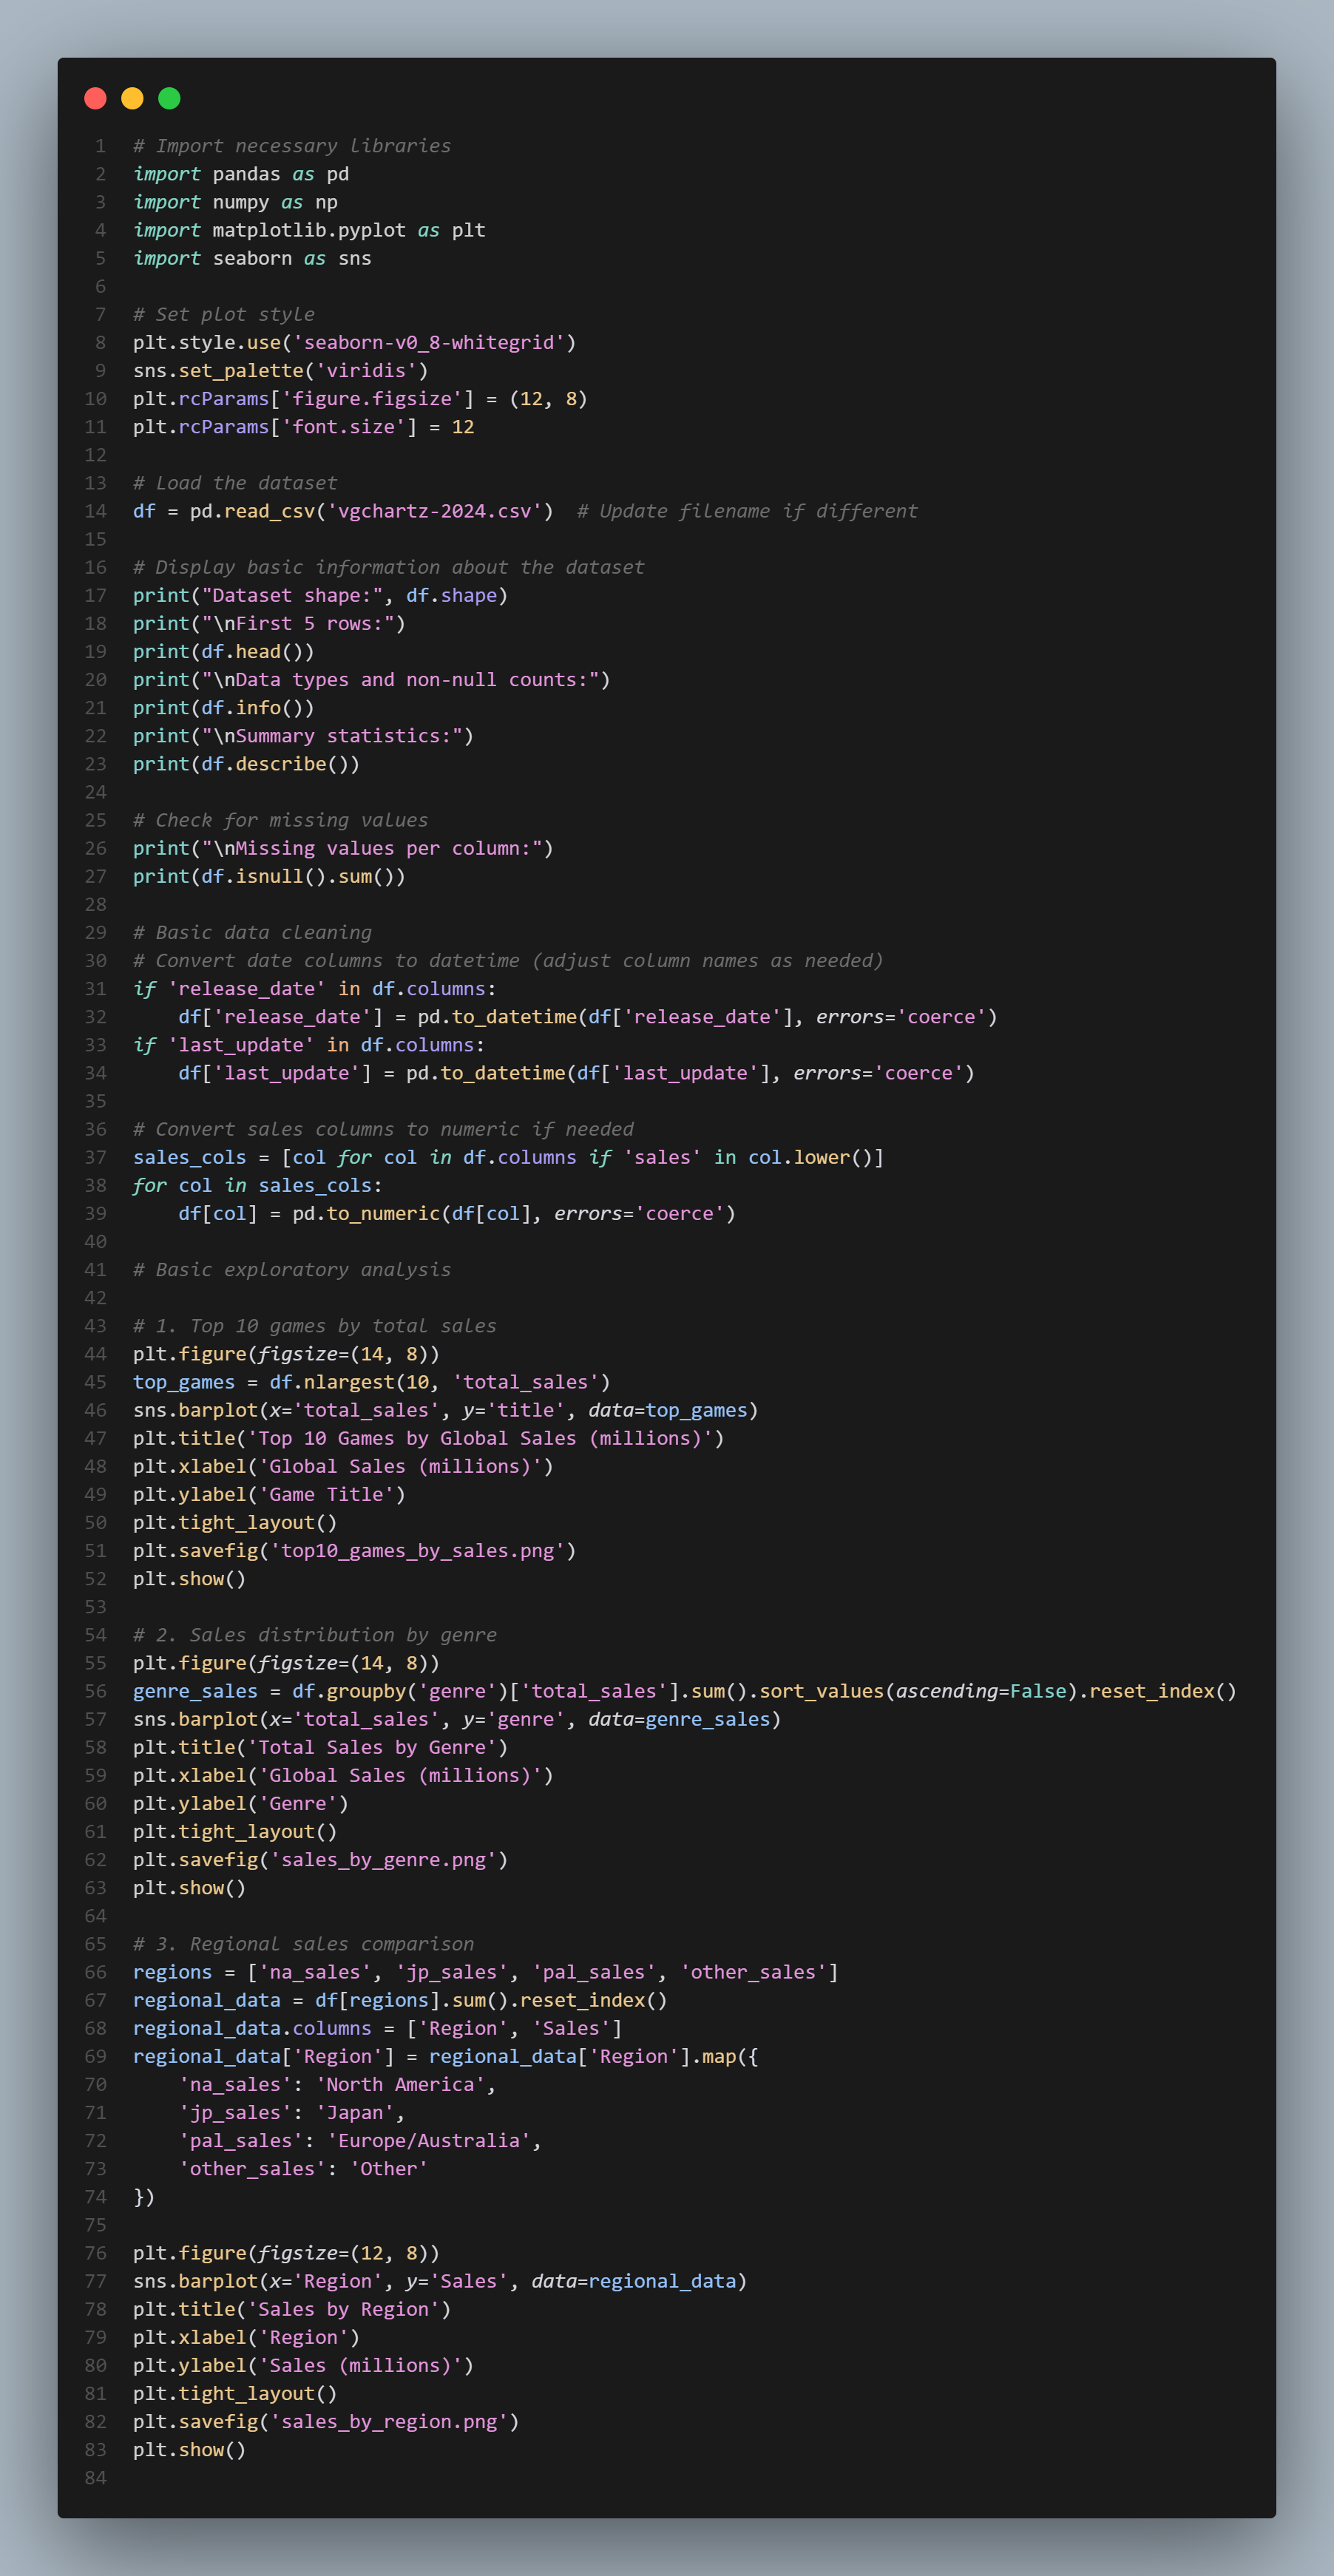 1 # Import necessary libraries
2 import pandas as pd
3 import numpy as np
4 import matplotlib.pyplot as plt
5 import seaborn as sns
6
7 # Set plot style
8 plt.style.use('seaborn-v0_8-whitegrid')
9 sns.set_palette('viridis')
10 plt.rcParams['figure.figsize'] = (12, 8)
11 plt.rcParams['font.size'] = 12
12
13 # Load the dataset
14 df = pd.read_csv('vgchartz-2024.csv')  # Update filename if different
15
16 # Display basic information about the dataset
17 print("Dataset shape:", df.shape)
18 print("\nFirst 5 rows:")
19 print(df.head())
20 print("\nData types and non-null counts:")
21 print(df.info())
22 print("\nSummary statistics:")
23 print(df.describe())
24
25 # Check for missing values
26 print("\nMissing values per column:")
27 print(df.isnull().sum())
28
29 # Basic data cleaning
30 # Convert date columns to datetime (adjust column names as needed)
31 if 'release_date' in df.columns:
32     df['release_date'] = pd.to_datetime(df['release_date'], errors='coerce')
33 if 'last_update' in df.columns:
34     df['last_update'] = pd.to_datetime(df['last_update'], errors='coerce')
35
36 # Convert sales columns to numeric if needed
37 sales_cols = [col for col in df.columns if 'sales' in col.lower()]
38 for col in sales_cols:
39     df[col] = pd.to_numeric(df[col], errors='coerce')
40
41 # Basic exploratory analysis
42
43 # 1. Top 10 games by total sales
44 plt.figure(figsize=(14, 8))
45 top_games = df.nlargest(10, 'total_sales')
46 sns.barplot(x='total_sales', y='title', data=top_games)
47 plt.title('Top 10 Games by Global Sales (millions)')
48 plt.xlabel('Global Sales (millions)')
49 plt.ylabel('Game Title')
50 plt.tight_layout()
51 plt.savefig('top10_games_by_sales.png')
52 plt.show()
53
54 # 2. Sales distribution by genre
55 plt.figure(figsize=(14, 8))
56 genre_sales = df.groupby('genre')['total_sales'].sum().sort_values(ascending=False).reset_index()
57 sns.barplot(x='total_sales', y='genre', data=genre_sales)
58 plt.title('Total Sales by Genre')
59 plt.xlabel('Global Sales (millions)')
60 plt.ylabel('Genre')
61 plt.tight_layout()
62 plt.savefig('sales_by_genre.png')
63 plt.show()
64
65 # 3. Regional sales comparison
66 regions = ['na_sales', 'jp_sales', 'pal_sales', 'other_sales']
67 regional_data = df[regions].sum().reset_index()
68 regional_data.columns = ['Region', 'Sales']
69 regional_data['Region'] = regional_data['Region'].map({
70     'na_sales': 'North America',
71     'jp_sales': 'Japan',
72     'pal_sales': 'Europe/Australia',
73     'other_sales': 'Other'
74 })
75
76 plt.figure(figsize=(12, 8))
77 sns.barplot(x='Region', y='Sales', data=regional_data)
78 plt.title('Sales by Region')
79 plt.xlabel('Region')
80 plt.ylabel('Sales (millions)')
81 plt.tight_layout()
82 plt.savefig('sales_by_region.png')
83 plt.show()
84